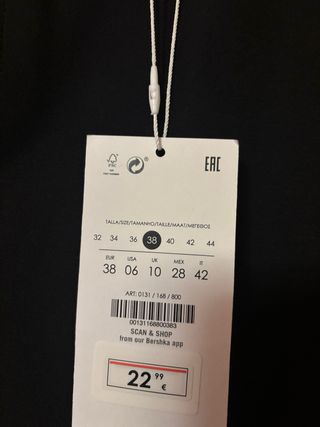 FSC
EAC
TALLA/SIZE/TAMANHO/TAILLE/MAAT/ΜΕΓΕΘΟΣ
32 34 36 38 40 42 44
EUR USA UK MEX IT
38 06 10 28 42
ART: 0131 / 168 / 800
00131168800383
SCAN & SHOP
from our Bershka app
22 99 €